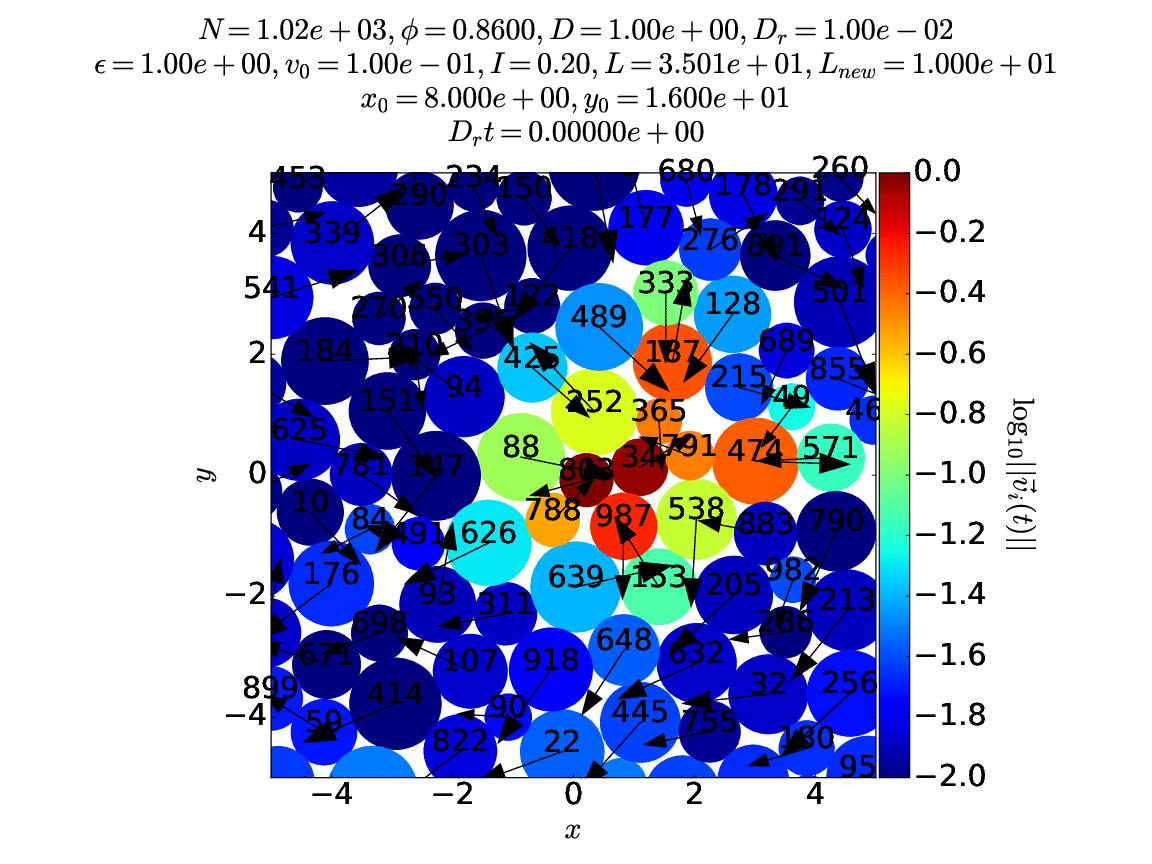 N = 1.02e + 03, ϕ = 0.8600, D = 1.00e + 00, D_r = 1.00e − 02
ϵ = 1.00e + 00, v_0 = 1.00e − 01, I = 0.20, L = 3.501e + 01, L_new = 1.000e + 01
x_0 = 8.000e + 00, y_0 = 1.600e + 01
D_r t = 0.00000e + 00
453 290 234 150 680 178 291 260
339 177 124
306 303 418 276 891
541 270 550 122 333 501
395 489 128
184 210 425 187 689
94 215 855
151 252 365 49 46
625 88 791 474 571
781 147 803 34
10 84 491 788 987 538 883 790
626
176 93 639 153 205 982 213
311 286
698 648
671 107 918 632 32 256
899 414
59 90 445 755
822 22 180 95
4
2
0
−2
−4
y
−4 −2 0 2 4
x
0.0
−0.2
−0.4
−0.6
−0.8
−1.0
−1.2
−1.4
−1.6
−1.8
−2.0
log_10 ||v⃗_i(t)||